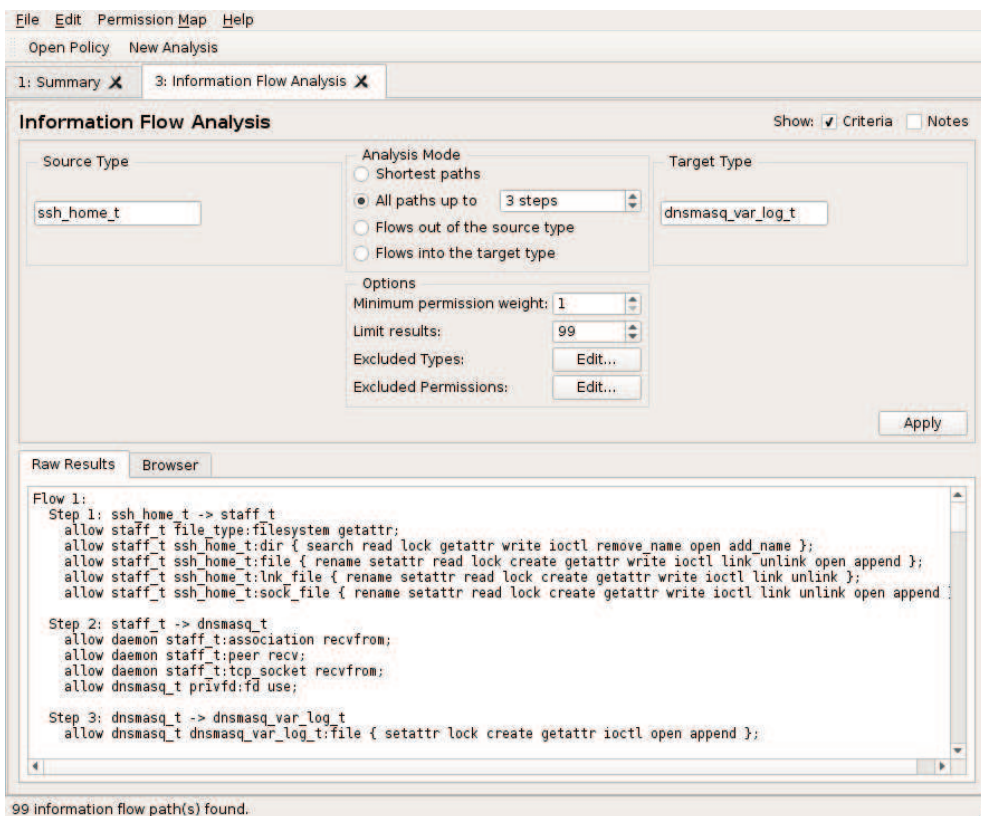 File Edit Permission Map Help
Open Policy New Analysis
1: Summary 3: Information Flow Analysis
Information Flow Analysis
Show: Criteria Notes
Source Type
ssh_home_t
Analysis Mode
Shortest paths
All paths up to 3 steps
Flows out of the source type
Flows into the target type
Target Type
dnsmasq_var_log_t
Options
Minimum permission weight: 1
Limit results: 99
Excluded Types: Edit...
Excluded Permissions: Edit...
Apply
Raw Results Browser
Flow 1:
Step 1: ssh_home_t -> staff_t
allow staff_t file_type:filesystem getattr;
allow staff_t ssh_home_t:dir { search read lock getattr write ioctl remove_name open add_name };
allow staff_t ssh_home_t:file { rename setattr read lock create getattr write ioctl link unlink open append };
allow staff_t ssh_home_t:lnk_file { rename setattr read lock create getattr write ioctl link unlink };
allow staff_t ssh_home_t:sock_file { rename setattr read lock create getattr write ioctl link unlink open append }
Step 2: staff_t -> dnsmasq_t
allow daemon staff_t:association recvfrom;
allow daemon staff_t:peer recv;
allow daemon staff_t:tcp_socket recvfrom;
allow dnsmasq_t privfd:fd use;
Step 3: dnsmasq_t -> dnsmasq_var_log_t
allow dnsmasq_t dnsmasq_var_log_t:file { setattr lock create getattr ioctl open append };
99 information flow path(s) found.